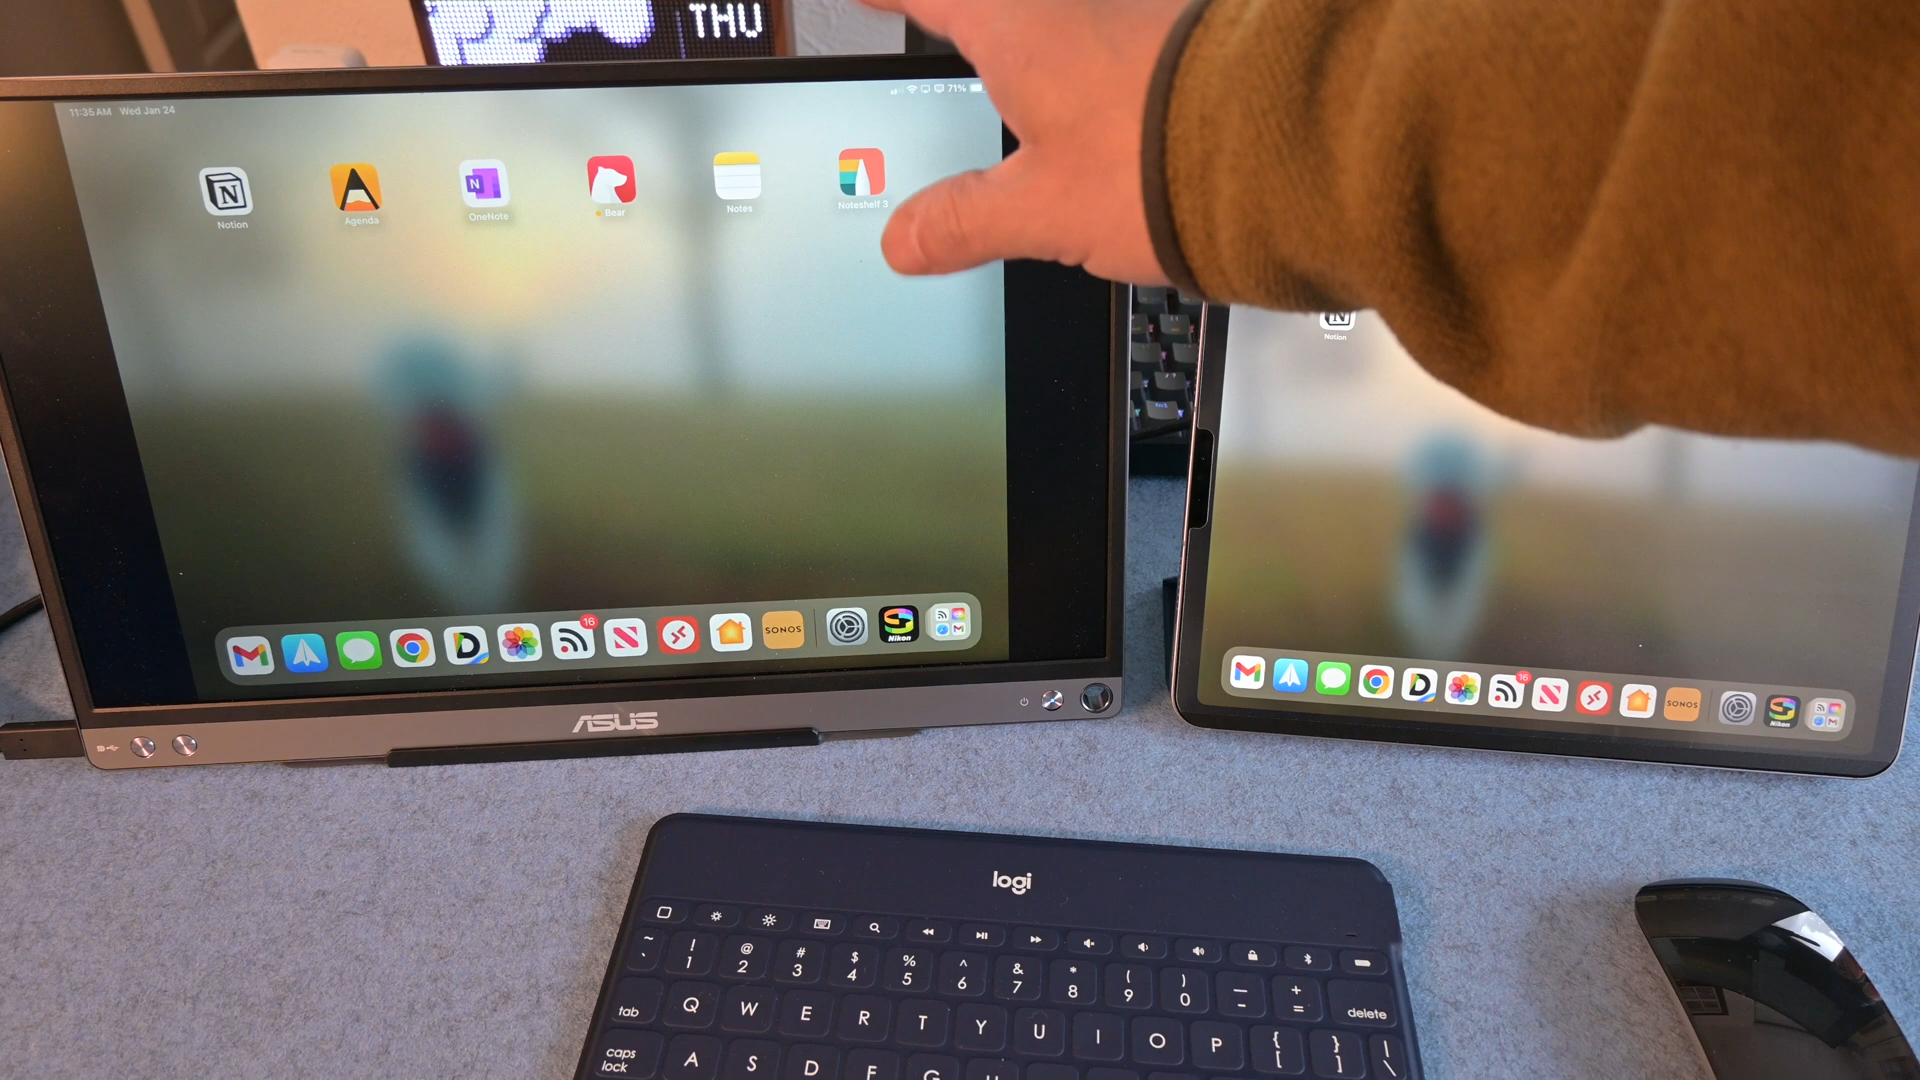 THU
11:35 AM Wed Jan 24
71%
Notion
Agenda
OneNote
Bear
Notes
Noteshelf 3
N
N
16
SONOS
Nikon
ASUS
N
Notion
16
SONOS
Nikon
logi
~ ! @ # $ % ^ & * ( ) — +
` 1 2 3 4 5 6 7 8 9 0 - = delete
tab Q W E R T Y U I O P { [ } ] | \
caps lock A S D F G